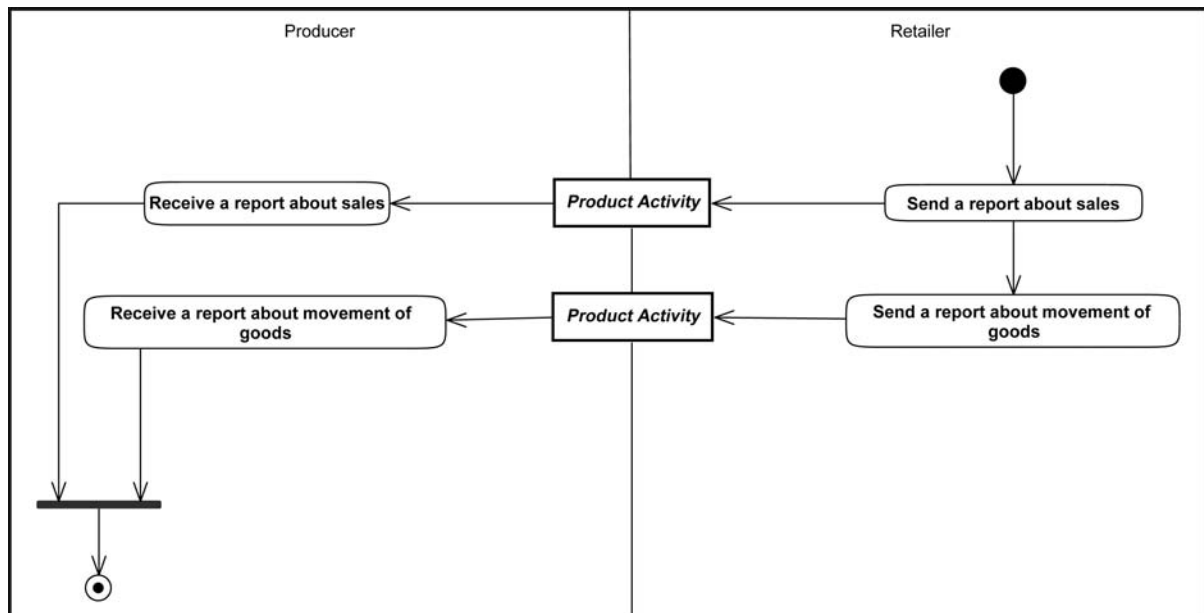 Producer
Retailer
Receive a report about sales
Product Activity
Send a report about sales
Receive a report about movement of
goods
Product Activity
Send a report about movement of
goods